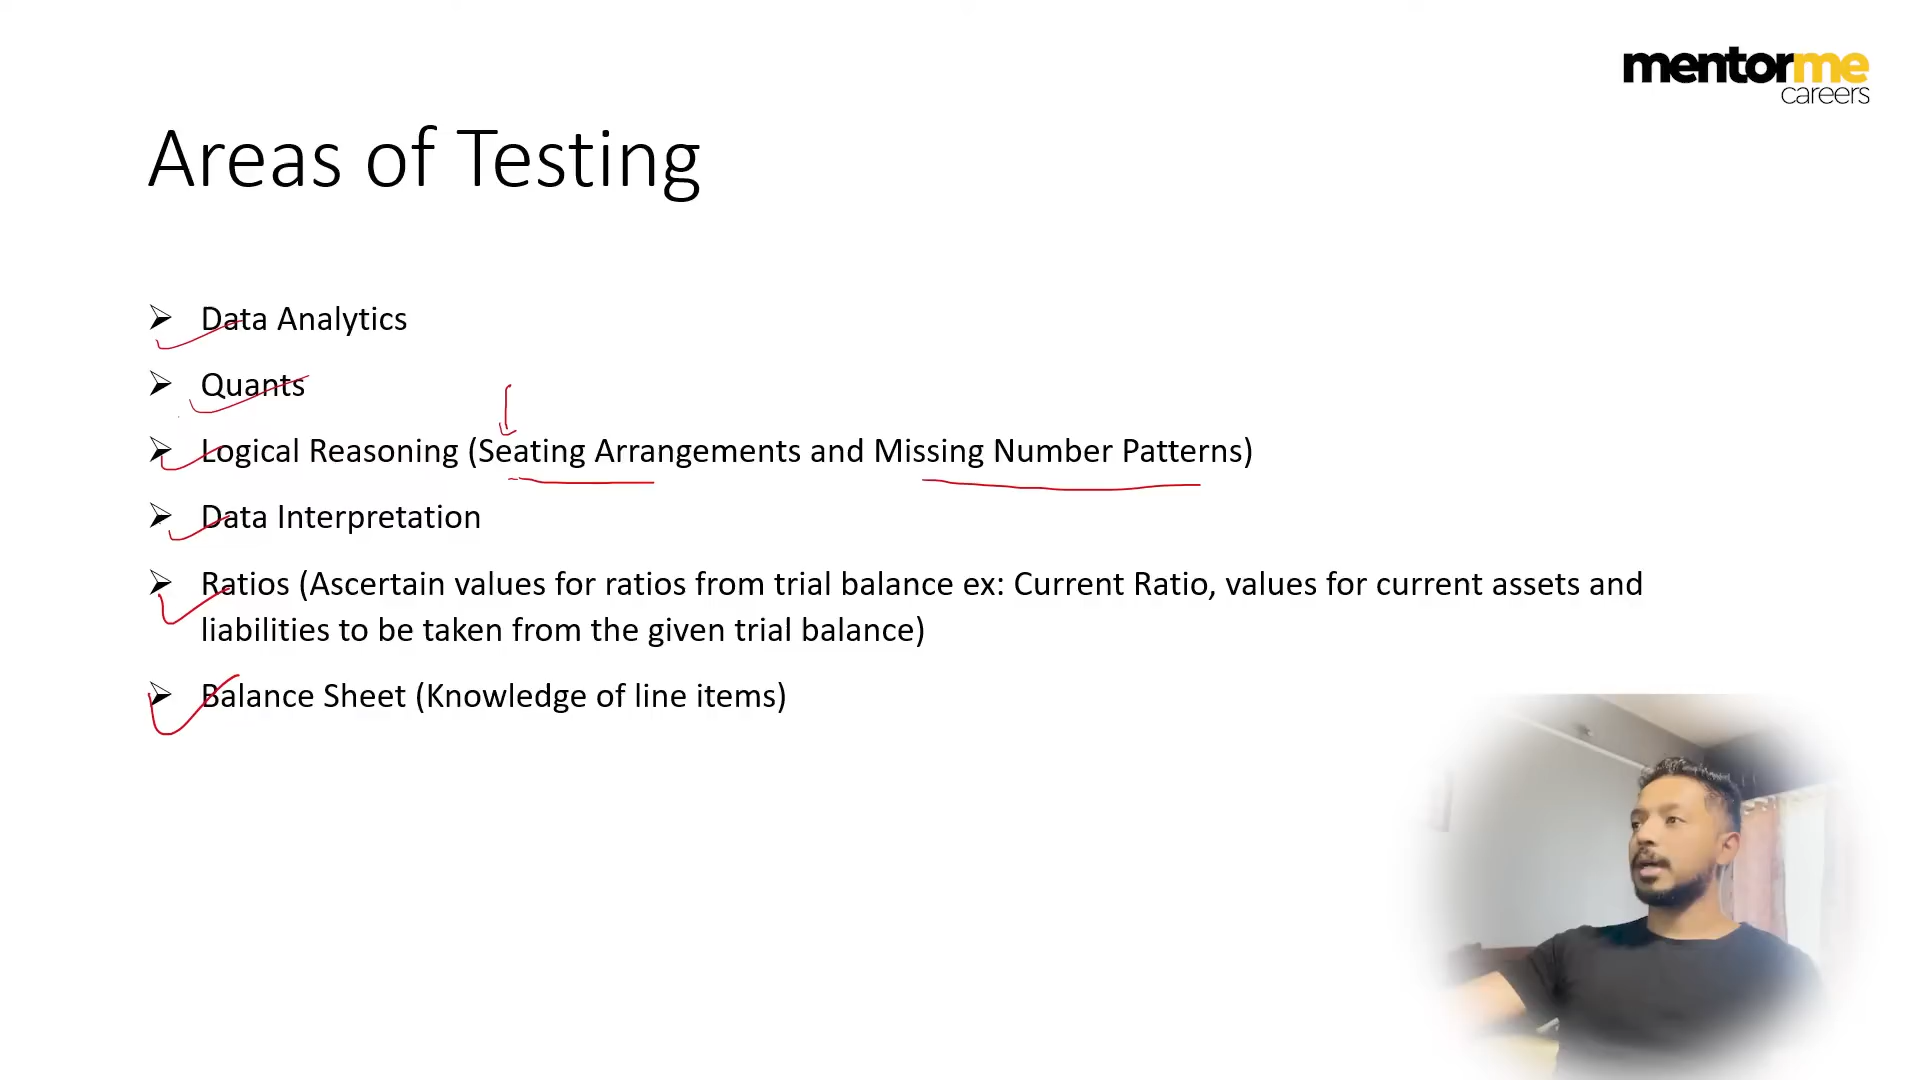 mentorme
careers
Areas of Testing
Data Analytics
Quants
Logical Reasoning (Seating Arrangements and Missing Number Patterns)
Data Interpretation
Ratios (Ascertain values for ratios from trial balance ex: Current Ratio, values for current assets and
liabilities to be taken from the given trial balance)
Balance Sheet (Knowledge of line items)